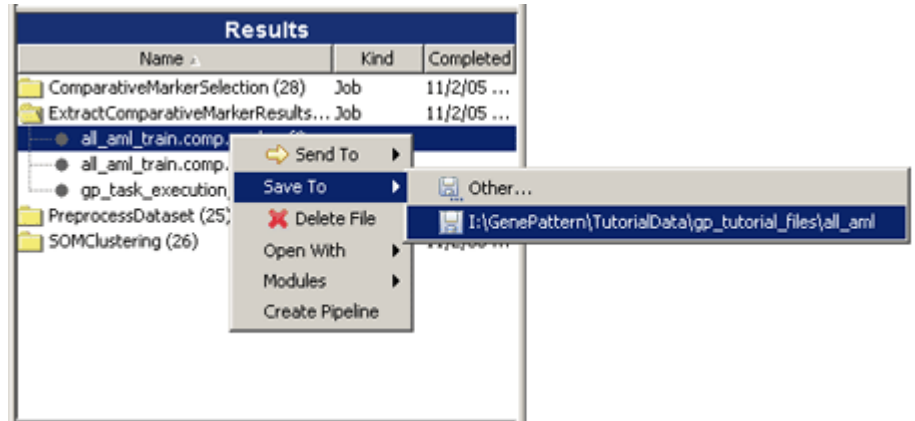 Results
Name Kind Completed
ComparativeMarkerSelection (28) Job 11/2/05 ...
ExtractComparativeMarkerResults... Job 11/2/05 ...
all_aml_train.comp.
Send To
all_aml_train.comp.
Save To
Other...
gp_task_execution_
Delete File
I:\GenePattern\TutorialData\gp_tutorial_files\all_aml
PreprocessDataset (25)
SOMClustering (26)
Open With
Modules
Create Pipeline